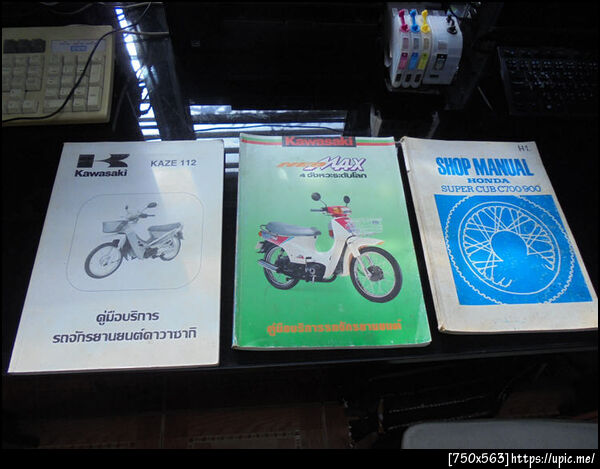 Kawasaki
KAZE 112
คู่มือบริการ
รถจักรยานยนต์คาวาซากิ
Kawasaki
MAX
4 จังหวะระดับโลก
คู่มือบริการรถจักรยานยนต์
H1
SHOP MANUAL
HONDA
SUPER CUB C700/900
[750x563]https://upic.me/